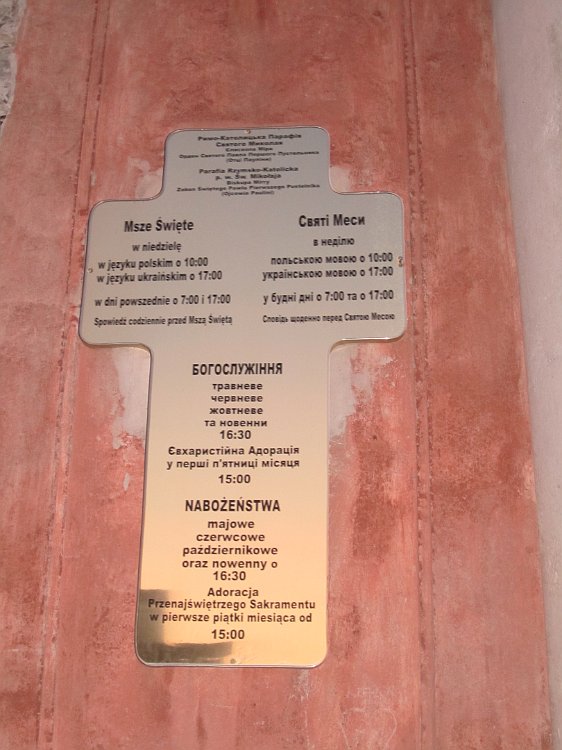 Римо-Католицька Парафія
Святого Миколая
Єпископа Міри
Орден Святого Павла Першого Пустельника
(Отці Пауліни)
Parafia Rzymsko-Katolicka
p. w. Św. Mikołaja
Biskupa Mirry
Zakon Świętego Pawła Pierwszego Pustelnika
(Ojcowie Paulini)
Msze Święte
w niedzielę
w języku polskim o 10:00
w języku ukraińskim o 17:00
w dni powszednie o 7:00 i 17:00
Spowiedź codziennie przed Mszą Świętą
Святі Меси
в неділю
польською мовою о 10:00
українською мовою о 17:00
у будні дні о 7:00 та о 17:00
Сповідь щоденно перед Святою Месою
БОГОСЛУЖІННЯ
травневе
червневе
жовтневе
та новенни
16:30
Євхаристійна Адорація
у перші п'ятниці місяця
15:00
NABOŻEŃSTWA
majowe
czerwcowe
październikowe
oraz nowenny o
16:30
Adoracja
Przenajświętrzego Sakramentu
w pierwsze piątki miesiąca od
15:00